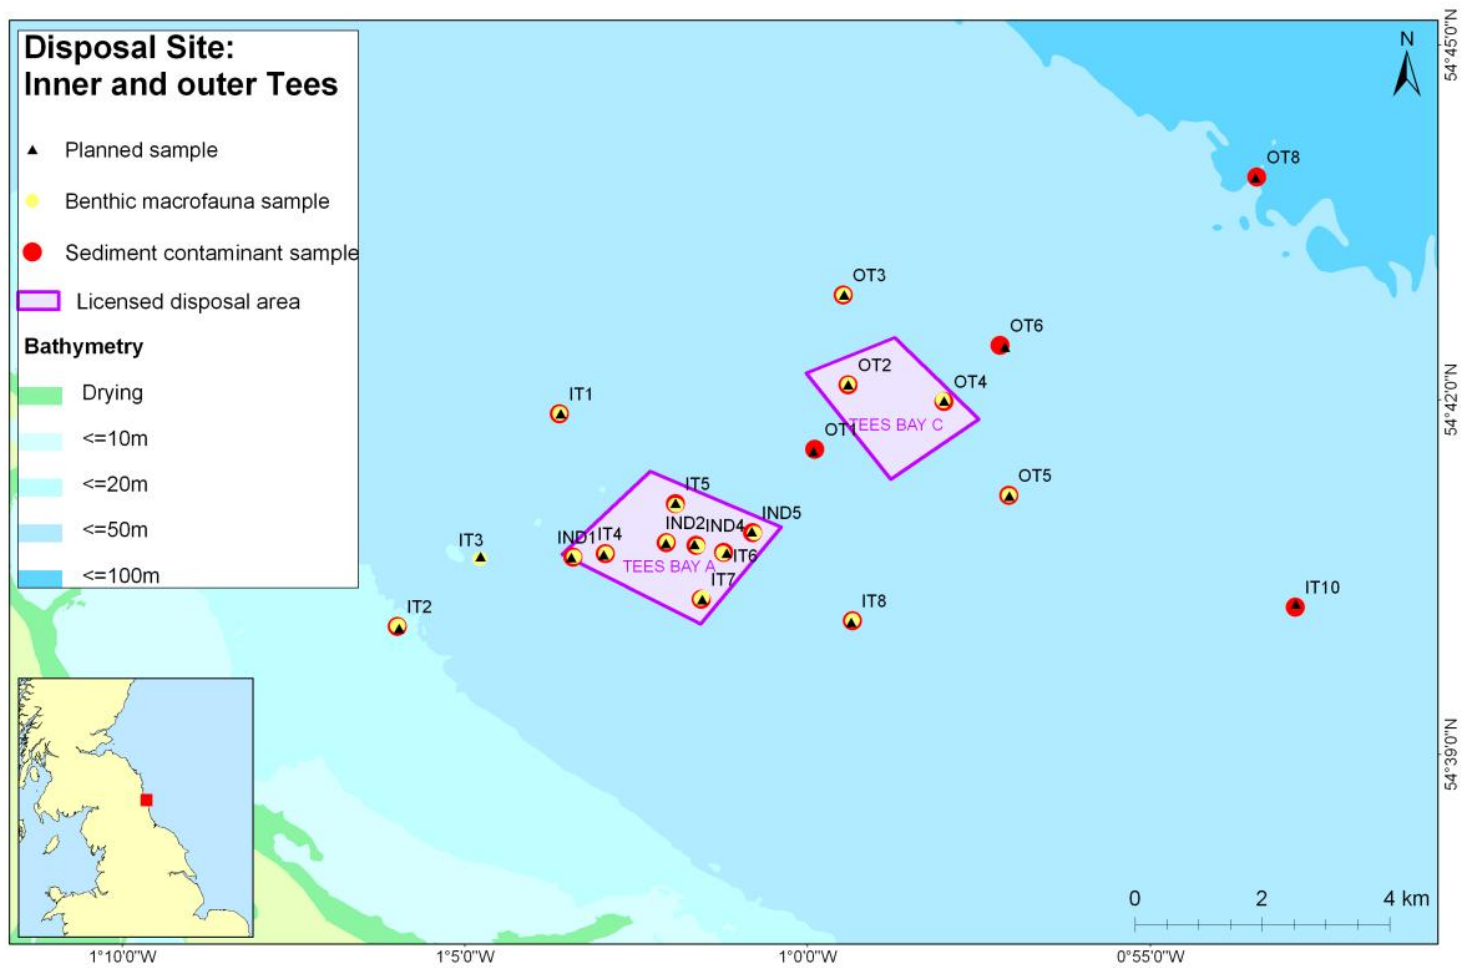 Disposal Site:
Inner and outer Tees
Planned sample
Benthic macrofauna sample
Sediment contaminant sample
Licensed disposal area
Bathymetry
Drying
<=10m
<=20m
<=50m
<=100m
N
54°45'0"N
OT8
OT3
OT6
OT2
OT4
IT1
54°42'0"N
TEES BAY C
OT1
IT5
OT5
IND5
IND2
IND4
IND1
IT4
IT3
IT6
TEES BAY A
IT7
IT8
IT10
IT2
54°39'0"N
0 2 4 km
1°10'0"W 1°5'0"W 1°0'0"W 0°55'0"W